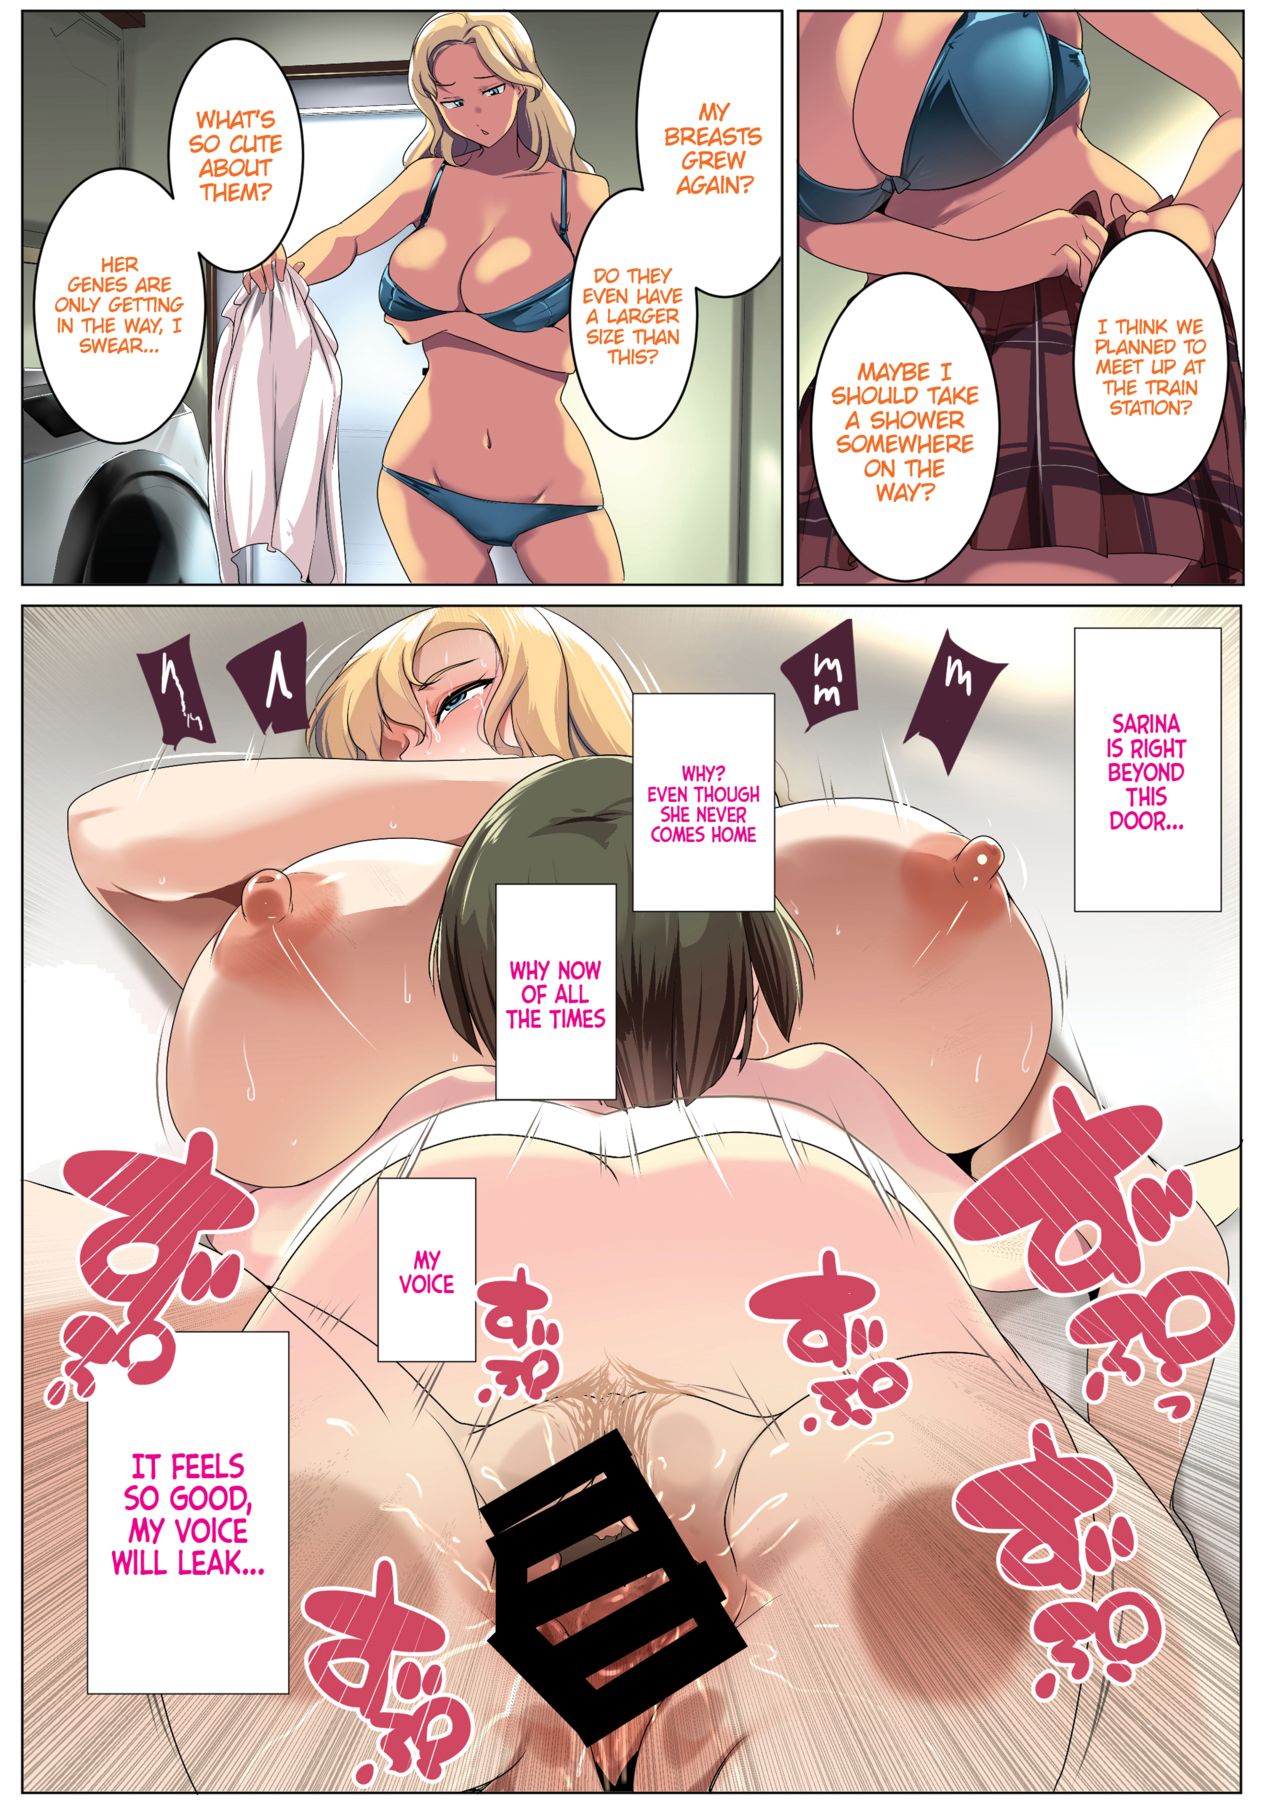 I THINK WE
PLANNED TO
MEET UP AT
THE TRAIN
STATION?
MAYBE I
SHOULD TAKE
A SHOWER
SOMEWHERE
ON THE
WAY?
MY
BREASTS
GREW
AGAIN?
DO THEY
EVEN HAVE
A LARGER
SIZE THAN
THIS?
WHAT'S
SO CUTE
ABOUT
THEM?
HER
GENES ARE
ONLY GETTING
IN THE WAY, I
SWEAR...
SARINA
IS RIGHT
BEYOND
THIS
DOOR...
WHY?
EVEN THOUGH
SHE NEVER
COMES HOME
WHY NOW
OF ALL
THE TIMES
MY
VOICE
IT FEELS
SO GOOD,
MY VOICE
WILL LEAK...